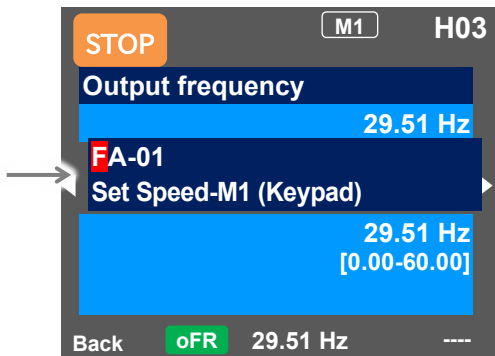 STOP M1 H03
Output frequency
29.51 Hz
FA-01
Set Speed-M1 (Keypad)
29.51 Hz
[0.00-60.00]
Back oFR 29.51 Hz ----